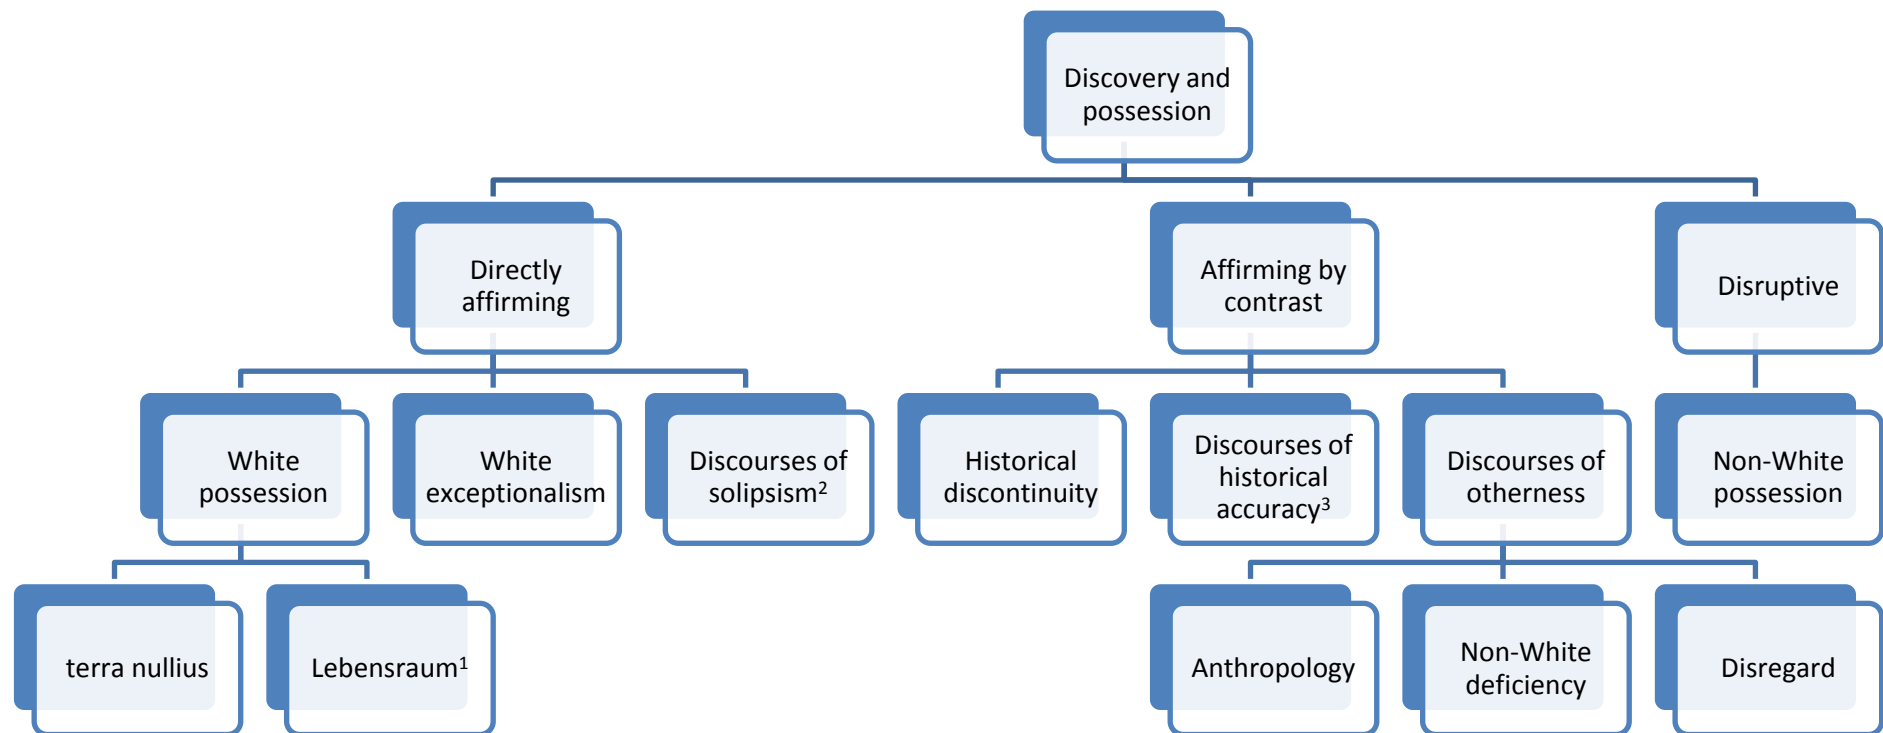 Discovery and
possession
Directly
affirming
Affirming by
contrast
Disruptive
White
possession
White
exceptionalism
Discourses of
solipsism²
Historical
discontinuity
Discourses of
historical
accuracy³
Discourses of
otherness
Non-White
possession
terra nullius
Lebensraum¹
Anthropology
Non-White
deficiency
Disregard